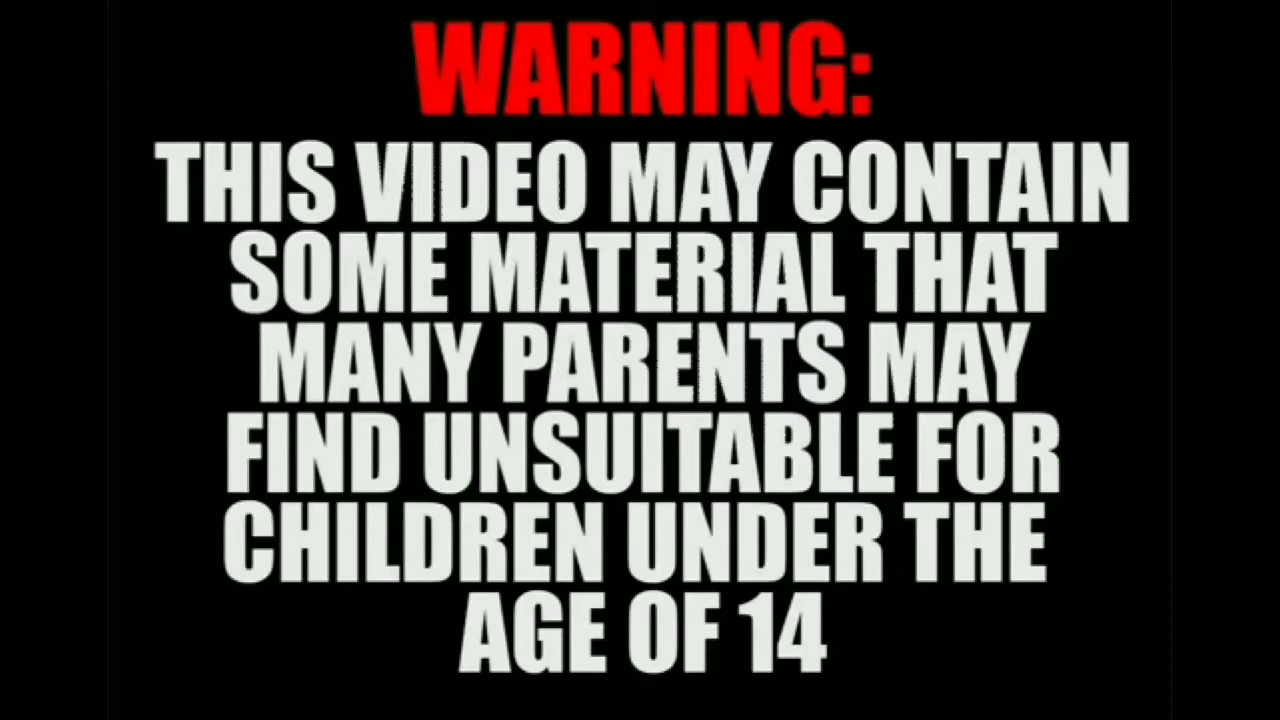 WARNING:
THIS VIDEO MAY CONTAIN
SOME MATERIAL THAT
MANY PARENTS MAY
FIND UNSUITABLE FOR
CHILDREN UNDER THE
AGE OF 14